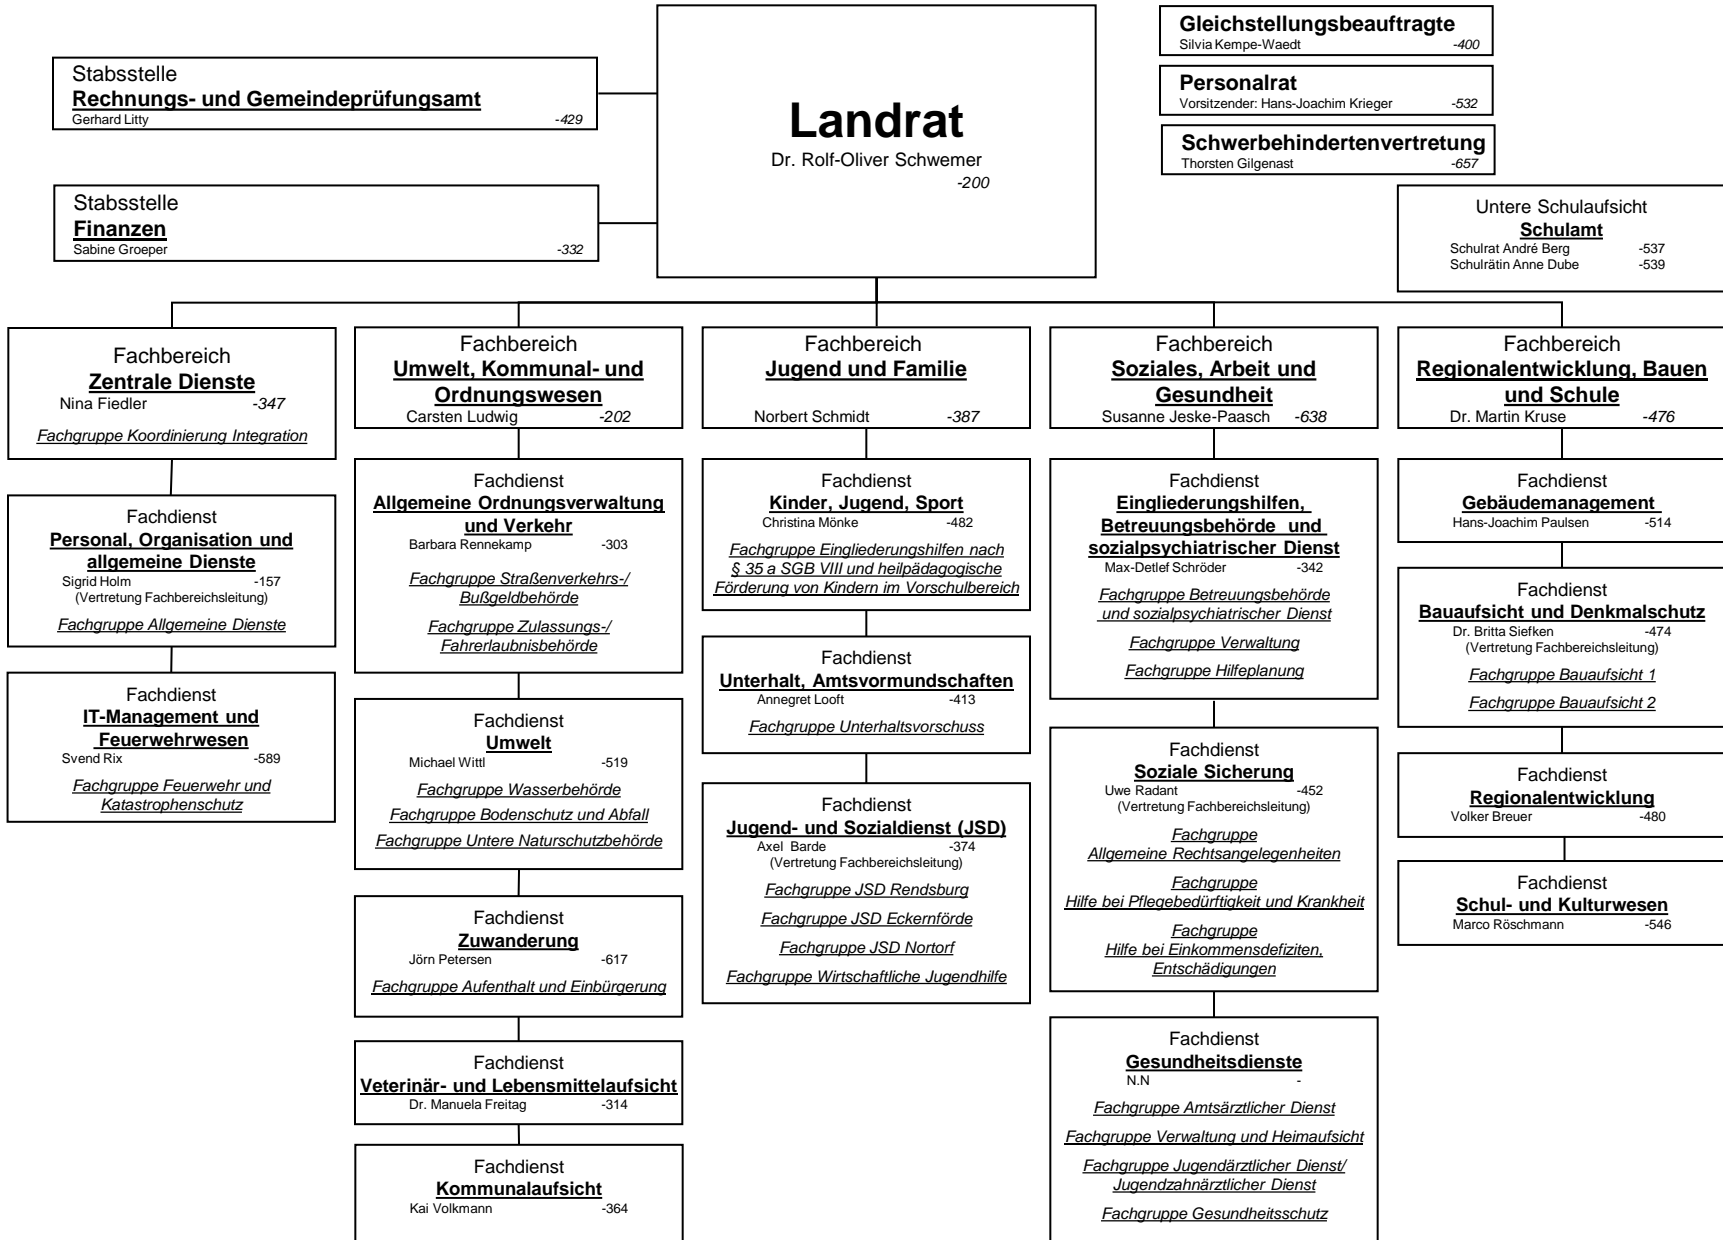 Stabsstelle
Rechnungs- und Gemeindeprüfungsamt
Gerhard Litty -429
Stabsstelle
Finanzen
Sabine Groeper -332
Landrat
Dr. Rolf-Oliver Schwemer
-200
Gleichstellungsbeauftragte
Silvia Kempe-Waedt -400
Personalrat
Vorsitzender: Hans-Joachim Krieger -532
Schwerbehindertenvertretung
Thorsten Gilgenast -657
Untere Schulaufsicht
Schulamt
Schulrat André Berg -537
Schulrätin Anne Dube -539
Fachbereich
Zentrale Dienste
Nina Fiedler -347
Fachgruppe Koordinierung Integration
Fachdienst
Personal, Organisation und
allgemeine Dienste
Sigrid Holm -157
(Vertretung Fachbereichsleitung)
Fachgruppe Allgemeine Dienste
Fachdienst
IT-Management und
Feuerwehrwesen
Svend Rix -589
Fachgruppe Feuerwehr und
Katastrophenschutz
Fachbereich
Umwelt, Kommunal- und
Ordnungswesen
Carsten Ludwig -202
Fachdienst
Allgemeine Ordnungsverwaltung
und Verkehr
Barbara Rennekamp -303
Fachgruppe Straßenverkehrs-/
Bußgeldbehörde
Fachgruppe Zulassungs-/
Fahrerlaubnisbehörde
Fachdienst
Umwelt
Michael Wittl -519
Fachgruppe Wasserbehörde
Fachgruppe Bodenschutz und Abfall
Fachgruppe Untere Naturschutzbehörde
Fachdienst
Zuwanderung
Jörn Petersen -617
Fachgruppe Aufenthalt und Einbürgerung
Fachdienst
Veterinär- und Lebensmittelaufsicht
Dr. Manuela Freitag -314
Fachdienst
Kommunalaufsicht
Kai Volkmann -364
Fachbereich
Jugend und Familie
Norbert Schmidt -387
Fachdienst
Kinder, Jugend, Sport
Christina Mönke -482
Fachgruppe Eingliederungshilfen nach
§ 35 a SGB VIII und heilpädagogische
Förderung von Kindern im Vorschulbereich
Fachdienst
Unterhalt, Amtsvormundschaften
Annegret Looft -413
Fachgruppe Unterhaltsvorschuss
Fachdienst
Jugend- und Sozialdienst (JSD)
Axel Barde -374
(Vertretung Fachbereichsleitung)
Fachgruppe JSD Rendsburg
Fachgruppe JSD Eckernförde
Fachgruppe JSD Nortorf
Fachgruppe Wirtschaftliche Jugendhilfe
Fachbereich
Soziales, Arbeit und
Gesundheit
Susanne Jeske-Paasch -638
Fachdienst
Eingliederungshilfen,
Betreuungsbehörde und
sozialpsychiatrischer Dienst
Max-Detlef Schröder -342
Fachgruppe Betreuungsbehörde
und sozialpsychiatrischer Dienst
Fachgruppe Verwaltung
Fachgruppe Hilfeplanung
Fachdienst
Soziale Sicherung
Uwe Radant -452
(Vertretung Fachbereichsleitung)
Fachgruppe
Allgemeine Rechtsangelegenheiten
Fachgruppe
Hilfe bei Pflegebedürftigkeit und Krankheit
Fachgruppe
Hilfe bei Einkommensdefiziten,
Entschädigungen
Fachdienst
Gesundheitsdienste
N.N -
Fachgruppe Amtsärztlicher Dienst
Fachgruppe Verwaltung und Heimaufsicht
Fachgruppe Jugendärztlicher Dienst/
Jugendzahnärztlicher Dienst
Fachgruppe Gesundheitsschutz
Fachbereich
Regionalentwicklung, Bauen
und Schule
Dr. Martin Kruse -476
Fachdienst
Gebäudemanagement
Hans-Joachim Paulsen -514
Fachdienst
Bauaufsicht und Denkmalschutz
Dr. Britta Siefken -474
(Vertretung Fachbereichsleitung)
Fachgruppe Bauaufsicht 1
Fachgruppe Bauaufsicht 2
Fachdienst
Regionalentwicklung
Volker Breuer -480
Fachdienst
Schul- und Kulturwesen
Marco Röschmann -546